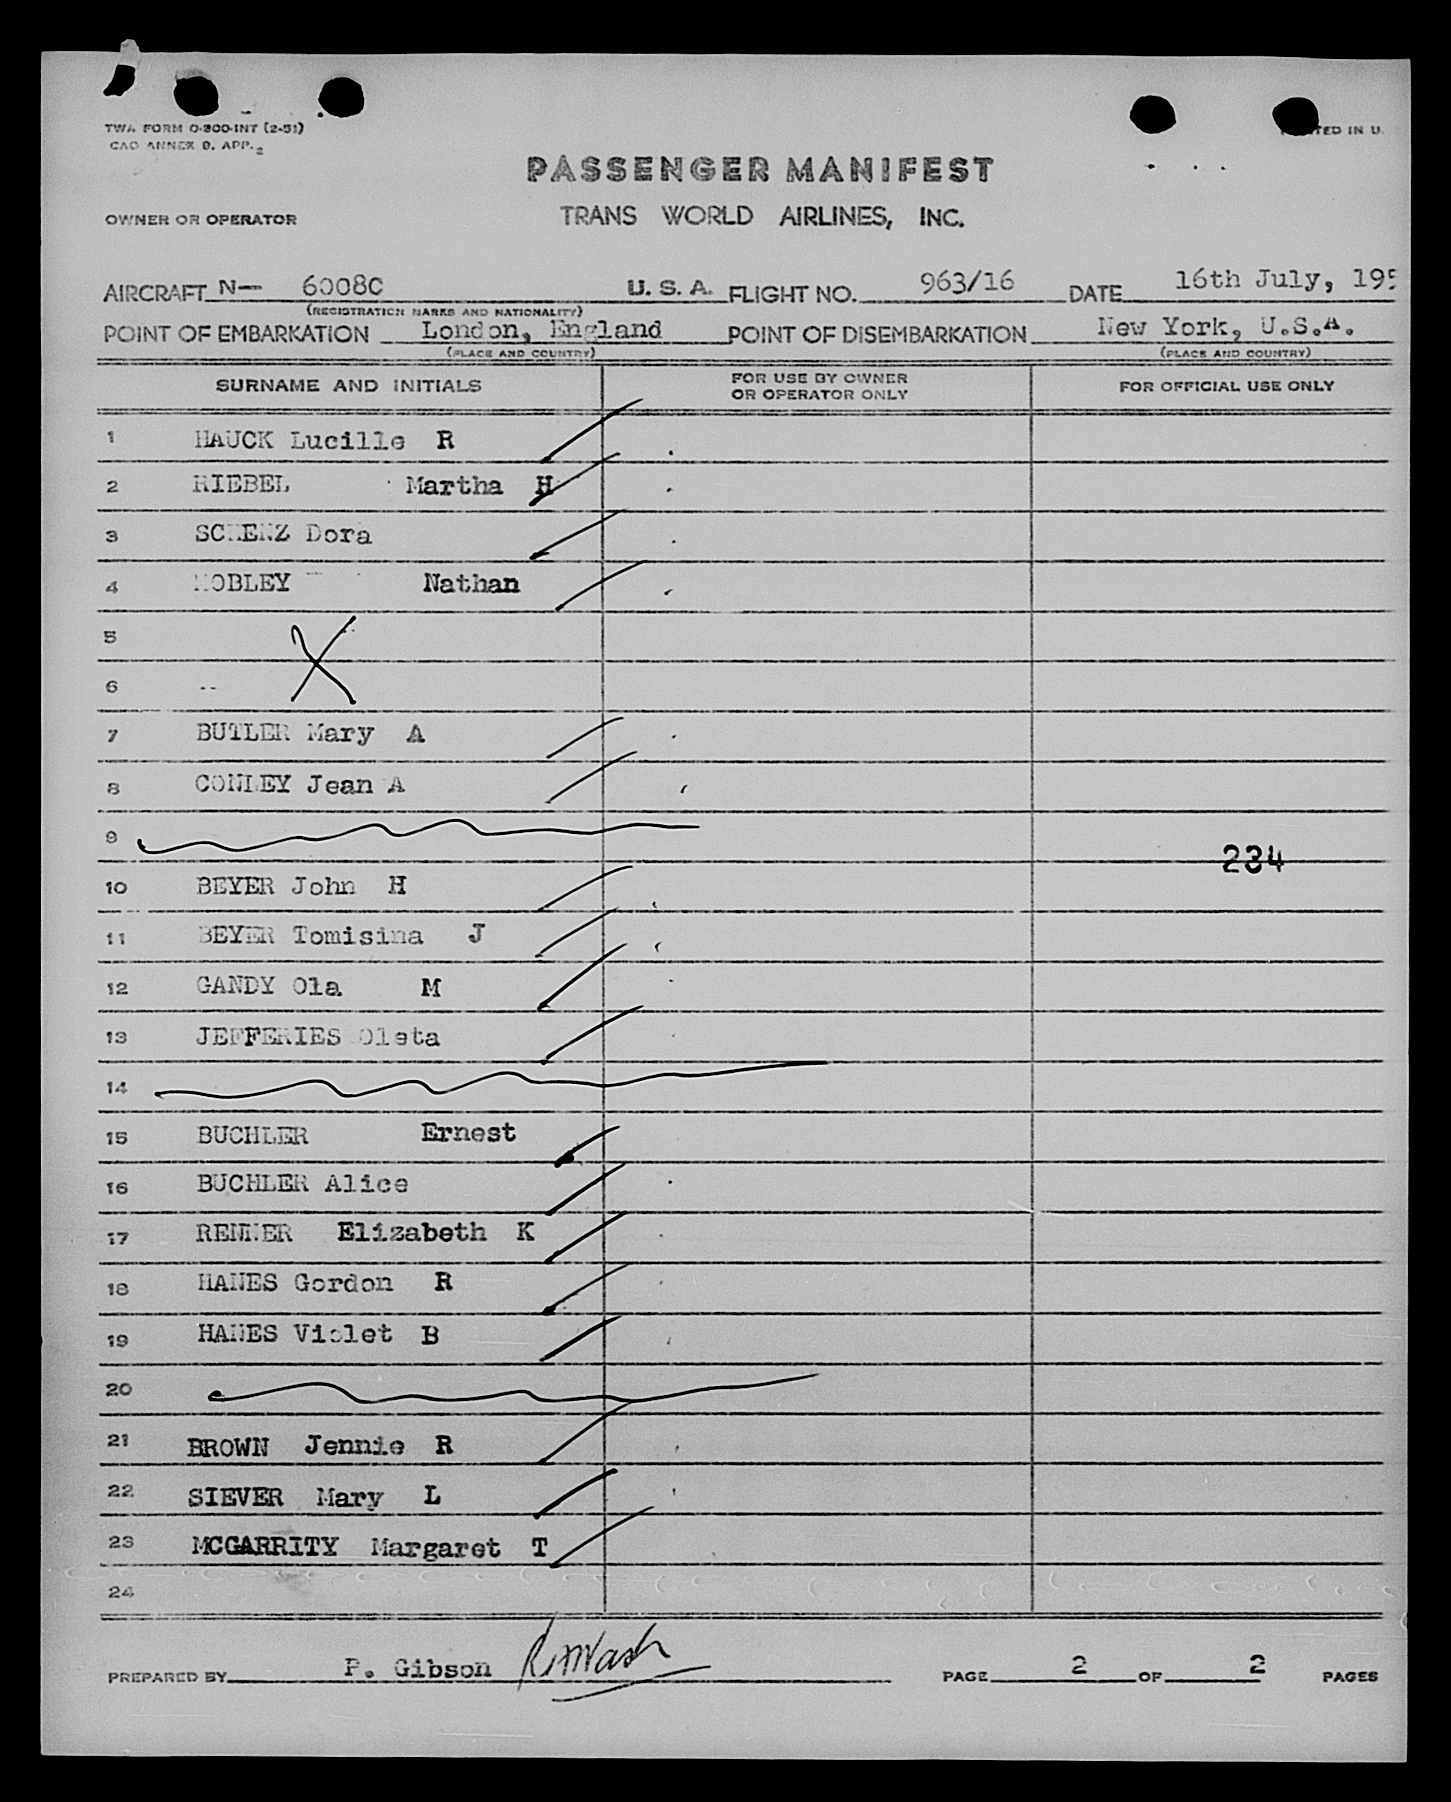 TWA FORM O-800-INT (2-51)
CAO ANNEX 9, APP. 2
IN U.
PASSENGER MANIFEST
OWNER OR OPERATOR TRANS WORLD AIRLINES, INC.
AIRCRAFT N— 6008C U. S. A. FLIGHT NO. 963/16 DATE 16th July, 195
(REGISTRATION MARKS AND NATIONALITY)
POINT OF EMBARKATION London, England POINT OF DISEMBARKATION New York, U.S.A.
(PLACE AND COUNTRY) (PLACE AND COUNTRY)
SURNAME AND INITIALS FOR USE BY OWNER OR OPERATOR ONLY FOR OFFICIAL USE ONLY
1 HAUCK Lucille R
2 RIEBEL Martha H
3 Dora
4 MOBLEY Nathan
5
6
7 BUTLER Mary A
8 CONLEY Jean A
9
234
10 BEYER John H
11 BEYER Tomisina J
12 GANDY Ola M
13 JEFFERIES Oleta
14
15 BUCHLER Ernest
16 BUCHLER Alice
17 RENNER Elizabeth K
18 HANES Gordon R
19 HANES Violet B
20
21 BROWN Jennie R
22 SIEVER Mary L
23 MCGARRITY Margaret T
24
PREPARED BY P. Gibson PAGE 2 OF 2 PAGES